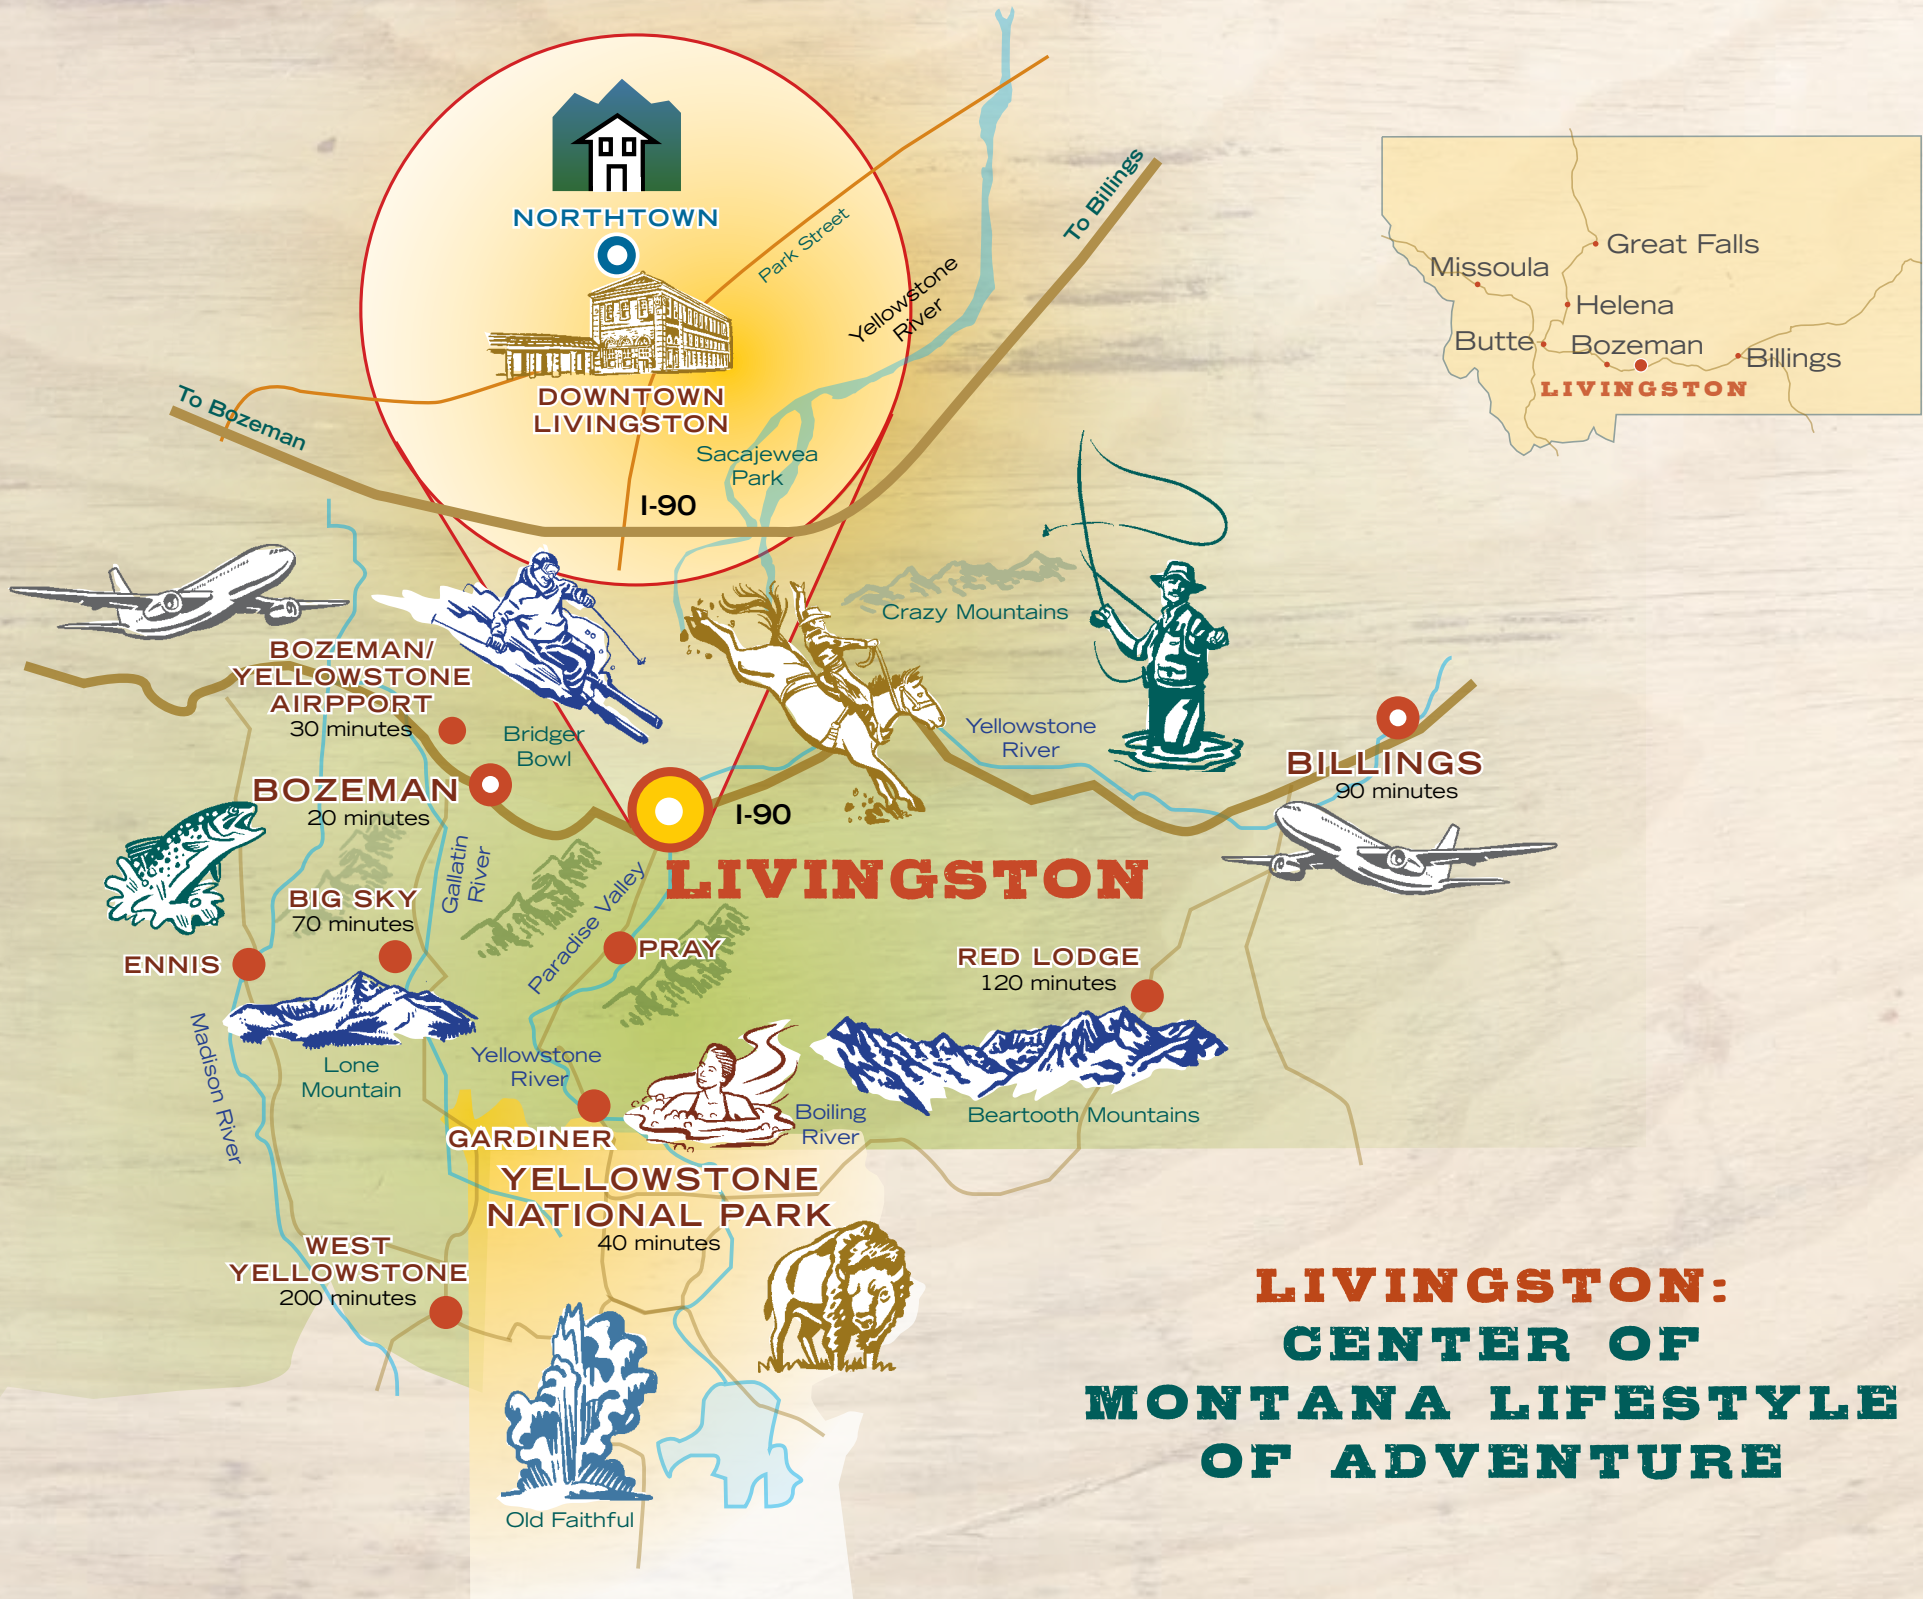 NORTHTOWN
Park Street
Yellowstone
River
To Billings
DOWNTOWN
LIVINGSTON
To Bozeman
Sacajewea
Park
I-90
Great Falls
Missoula
Helena
Butte
Bozeman
Billings
LIVINGSTON
Crazy Mountains
BOZEMAN/
YELLOWSTONE
AIRPPORT
30 minutes
Bridger
Bowl
Yellowstone
River
BOZEMAN
20 minutes
I-90
BILLINGS
90 minutes
LIVINGSTON
Gallatin
River
Paradise Valley
BIG SKY
70 minutes
ENNIS
PRAY
RED LODGE
120 minutes
Madison River
Lone
Mountain
Yellowstone
River
Boiling
River
Beartooth Mountains
GARDINER
YELLOWSTONE
NATIONAL PARK
40 minutes
WEST
YELLOWSTONE
200 minutes
Old Faithful
LIVINGSTON:
CENTER OF
MONTANA LIFESTYLE
OF ADVENTURE